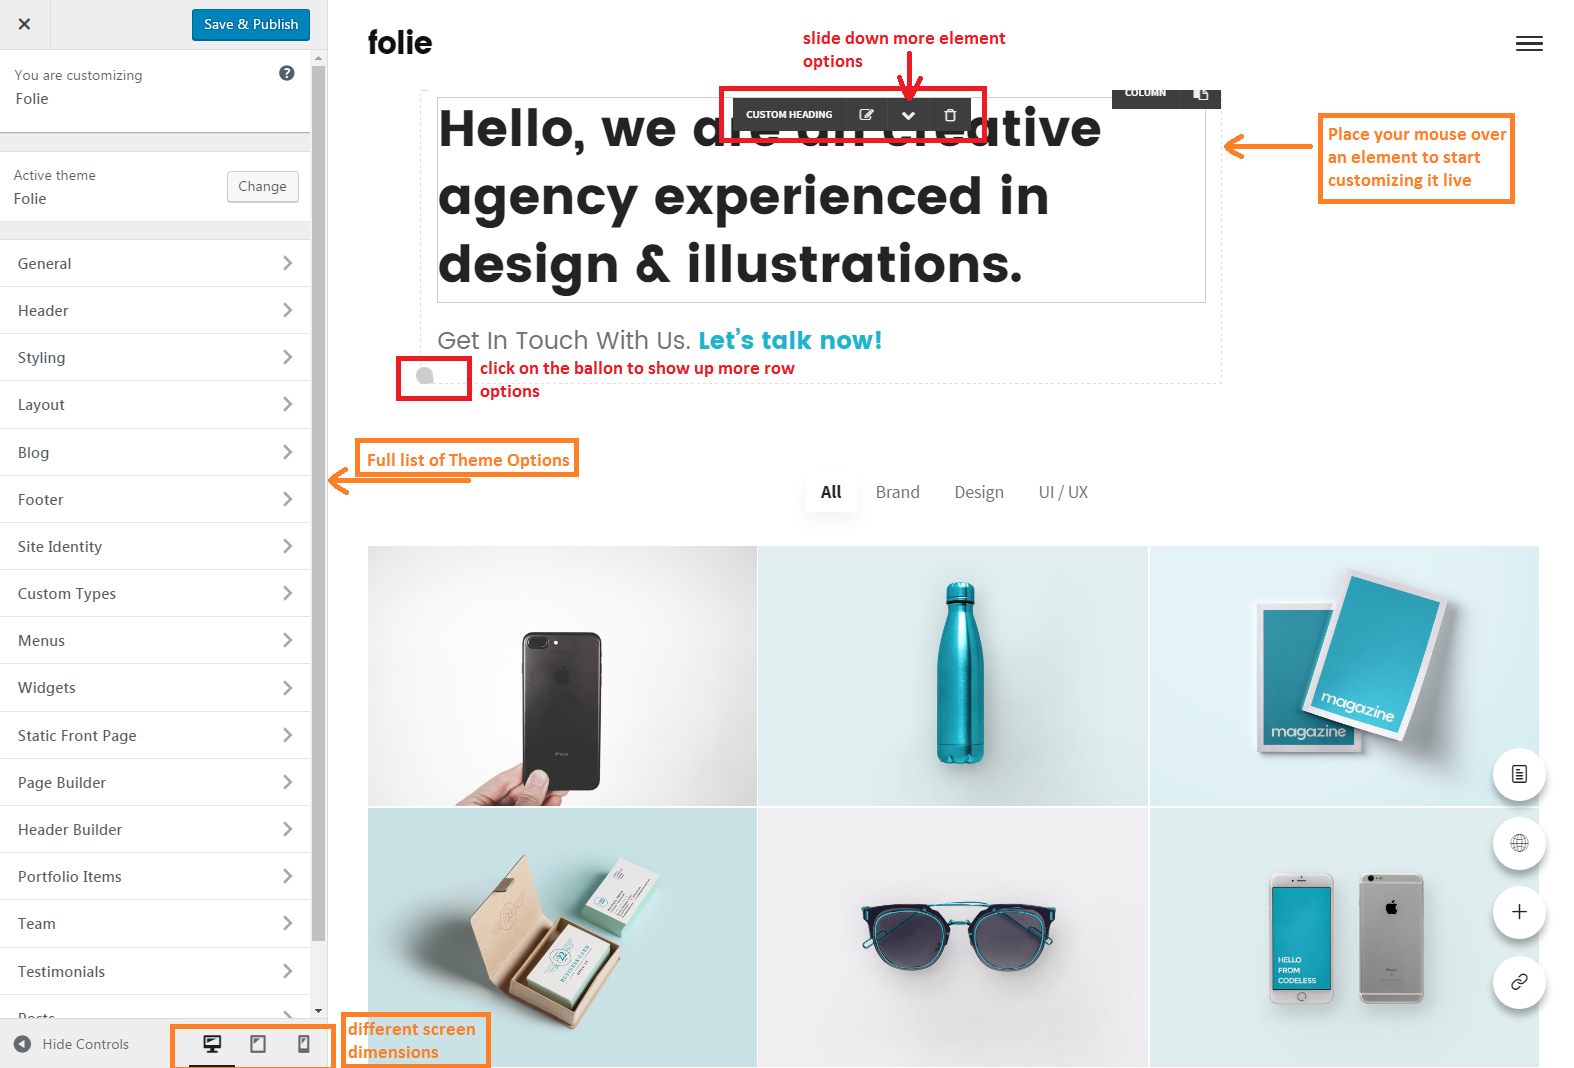 Save & Publish
You are customizing
Folie
Active theme
Folie
Change
General
Header
Styling
Layout
Blog
Footer
Site Identity
Custom Types
Menus
Widgets
Static Front Page
Page Builder
Header Builder
Portfolio Items
Team
Testimonials
Posts
Hide Controls
different screen
dimensions
folie
slide down more element
options
CUSTOM HEADING
COLUMN
Hello, we are an creative
agency experienced in
design & illustrations.
Place your mouse over
an element to start
customizing it live
Get In Touch With Us. Let's talk now!
click on the ballon to show up more row
options
Full list of Theme Options
All
Brand
Design
UI / UX
magazine
magazine
iPhone
HELLO
FROM
CODELESS
iPhone